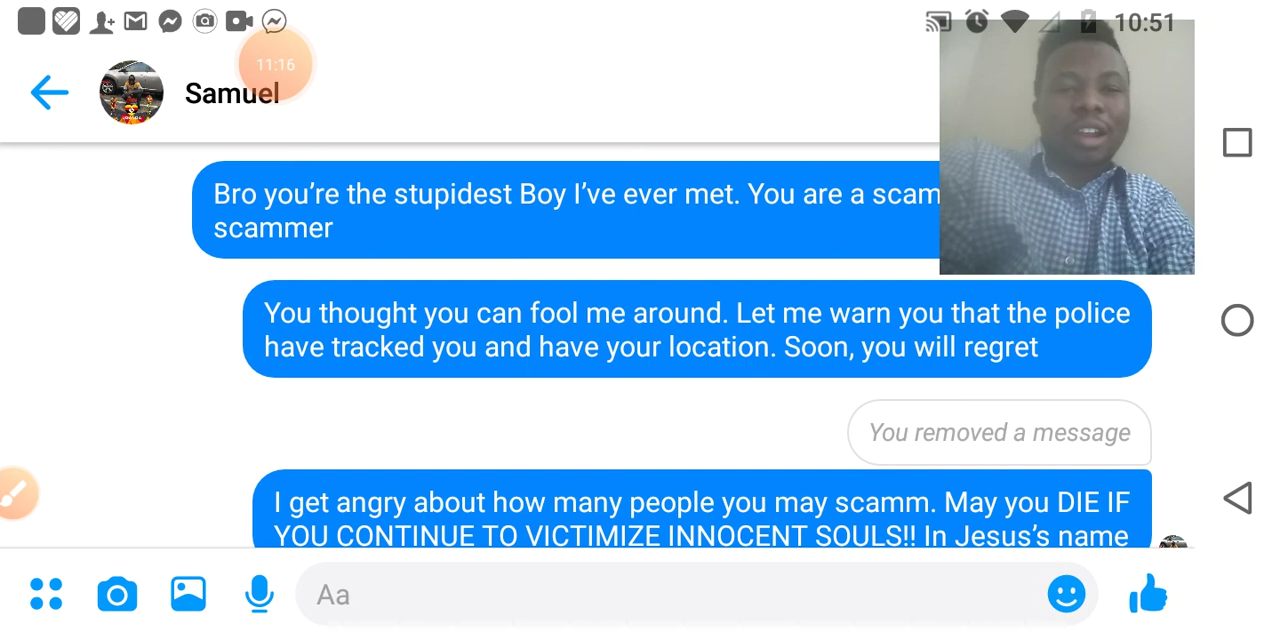 10:51
11:16
Samuel
Bro you're the stupidest Boy I've ever met. You are a scam
scammer
You thought you can fool me around. Let me warn you that the police
have tracked you and have your location. Soon, you will regret
You removed a message
I get angry about how many people you may scamm. May you DIE IF
YOU CONTINUE TO VICTIMIZE INNOCENT SOULS!! In Jesus's name
Aa